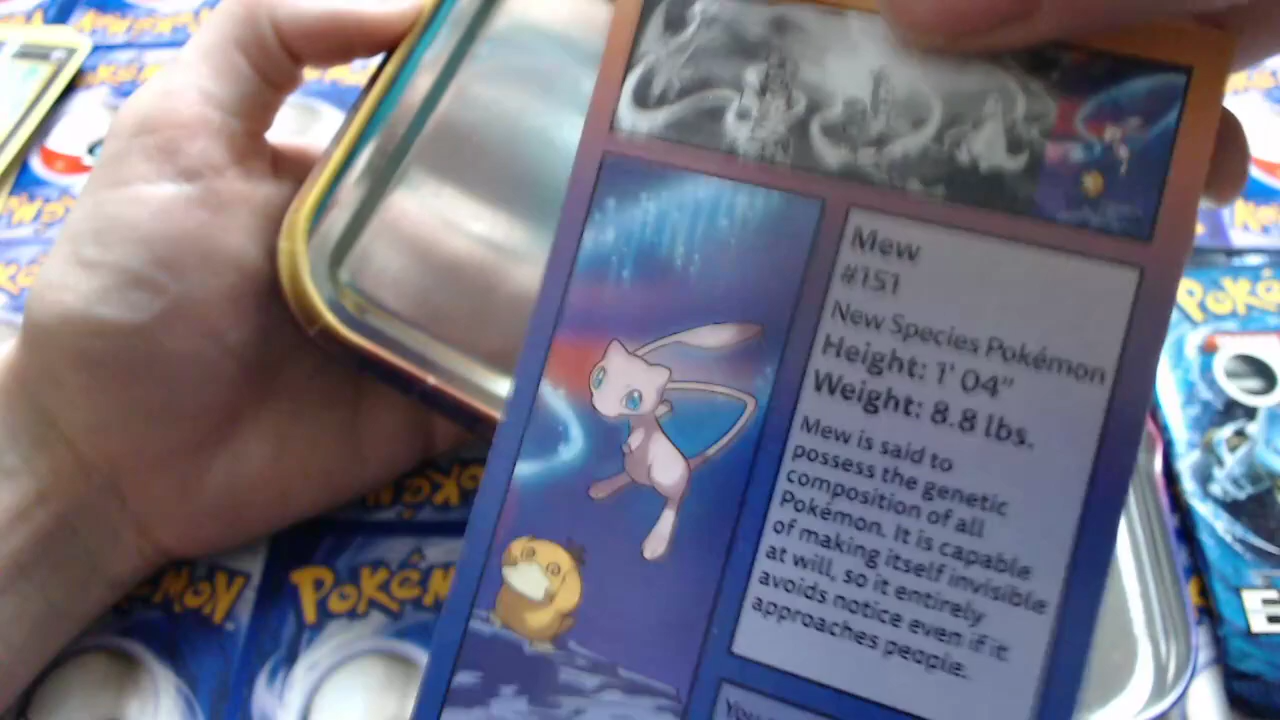 Mew
#151
New Species Pokémon
Height: 1' 04"
Weight: 8.8 lbs.
Mew is said to
possess the genetic
composition of all
Pokémon. It is capable
of making itself invisible
at will, so it entirely
avoids notice even if it
approaches people.
POKéMON